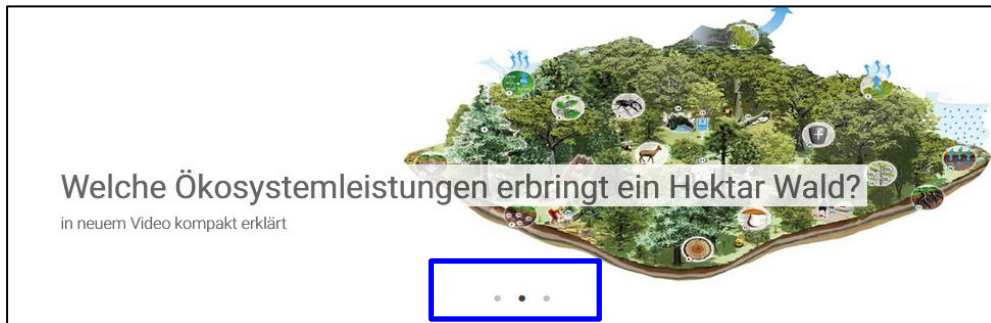 Welche Ökosystemleistungen erbringt ein Hektar Wald?
in neuem Video kompakt erklärt